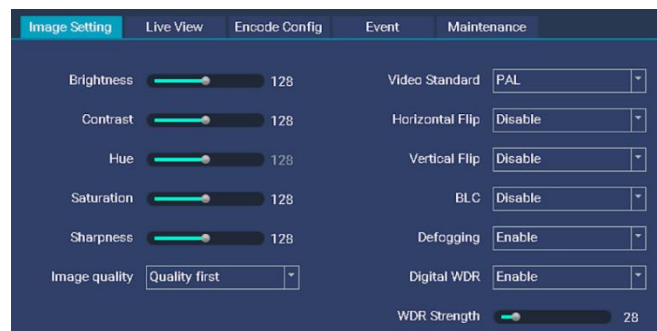 Image Setting Live View Encode Config Event Maintenance
Brightness 128 Video Standard PAL
Contrast 128 Horizontal Flip Disable
Hue 128 Vertical Flip Disable
Saturation 128 BLC Disable
Sharpness 128 Defogging Enable
Image quality Quality first Digital WDR Enable
WDR Strength 28